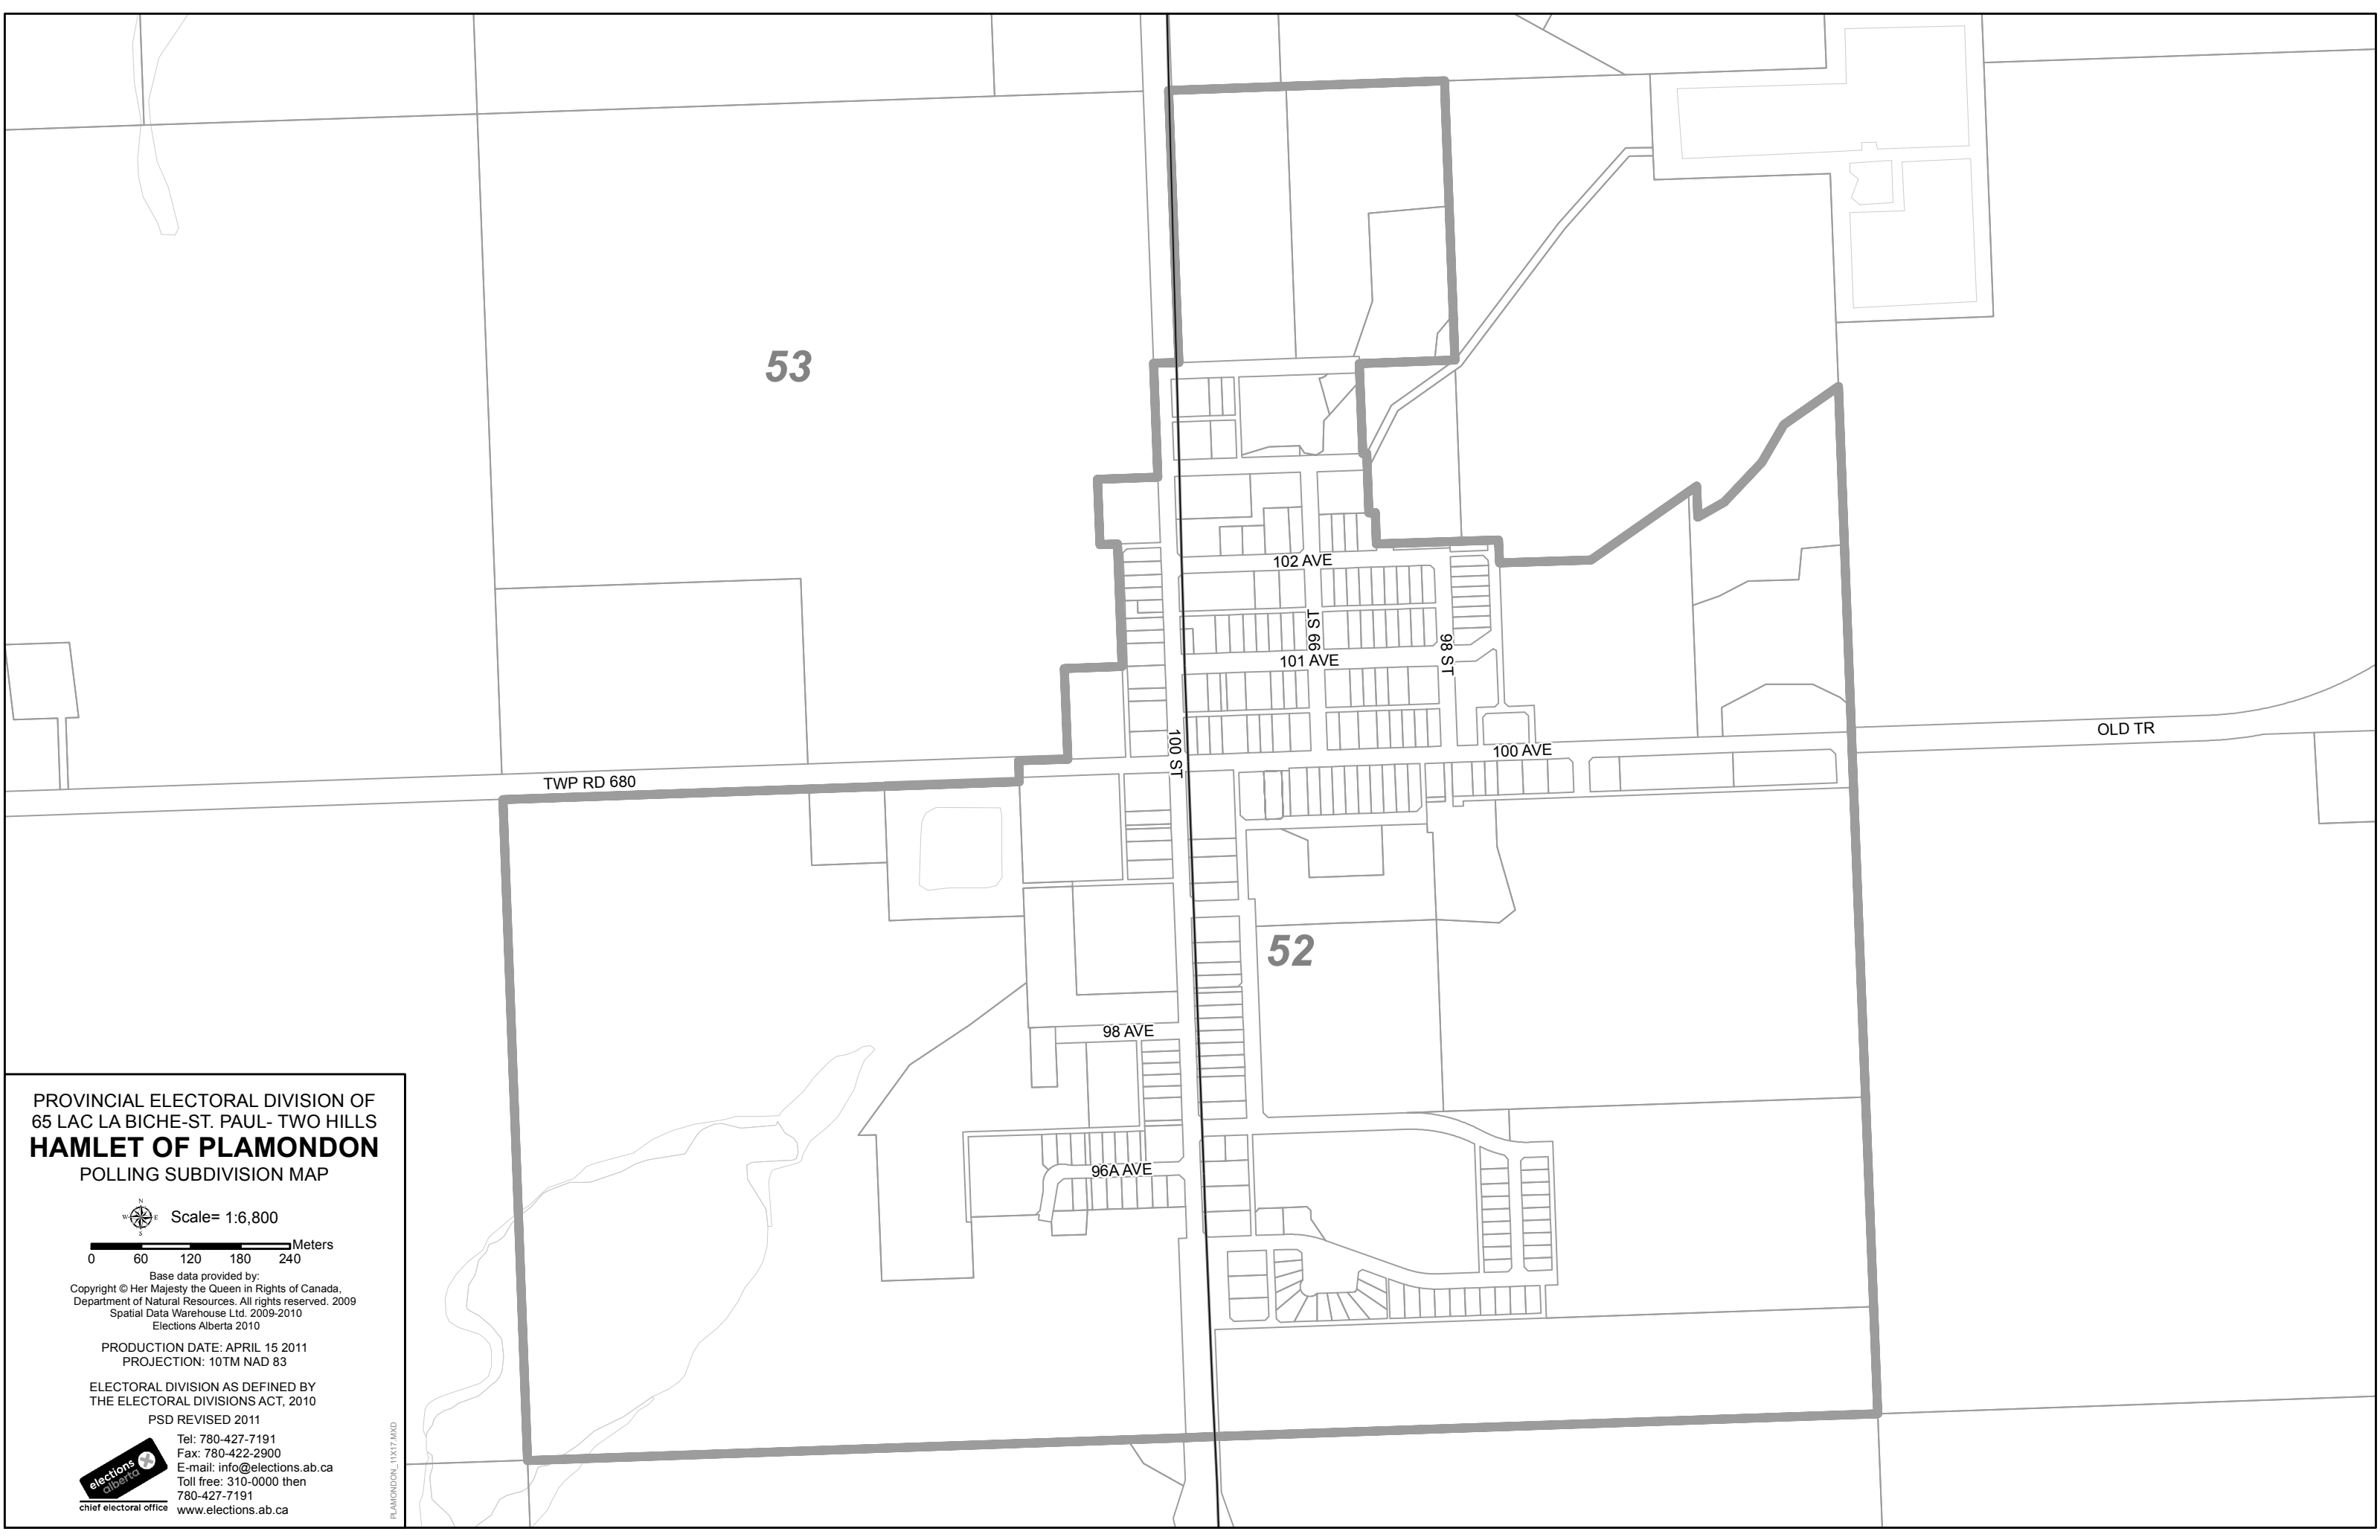 53
102 AVE
99 ST
98 ST
101 AVE
100 ST
100 AVE
OLD TR
TWP RD 680
52
98 AVE
96A AVE
PROVINCIAL ELECTORAL DIVISION OF
65 LAC LA BICHE-ST. PAUL- TWO HILLS
HAMLET OF PLAMONDON
POLLING SUBDIVISION MAP
N
W
E
S
Scale= 1:6,800
Meters
0 60 120 180 240
Base data provided by:
Copyright © Her Majesty the Queen in Rights of Canada,
Department of Natural Resources. All rights reserved. 2009
Spatial Data Warehouse Ltd. 2009-2010
Elections Alberta 2010
PRODUCTION DATE: APRIL 15 2011
PROJECTION: 10TM NAD 83
ELECTORAL DIVISION AS DEFINED BY
THE ELECTORAL DIVISIONS ACT, 2010
PSD REVISED 2011
elections
alberta
chief electoral office
Tel: 780-427-7191
Fax: 780-422-2900
E-mail: info@elections.ab.ca
Toll free: 310-0000 then
780-427-7191
www.elections.ab.ca
PLAMONDON_11X17.MXD